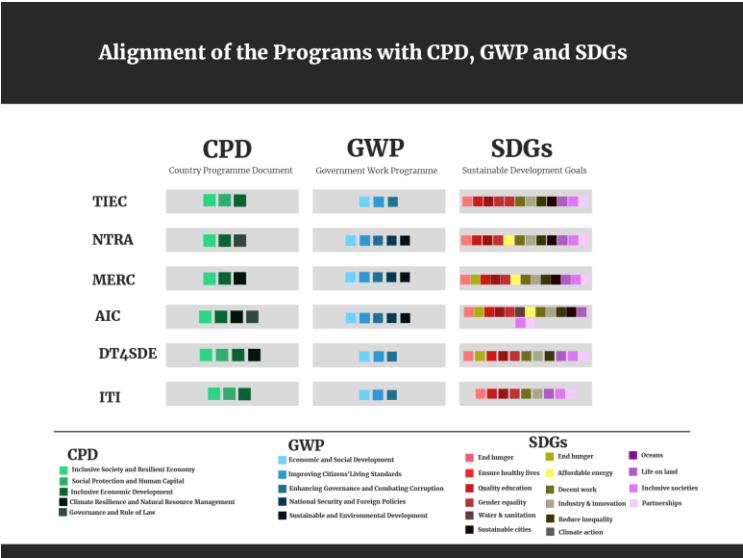 Alignment of the Programs with CPD, GWP and SDGs
CPD GWP SDGs
Country Programme Document Government Work Programme Sustainable Development Goals
TIEC
NTRA
MERC
AIC
DT4SDE
ITI
CPD
Inclusive Society and Resilient Economy
Social Protection and Human Capital
Inclusive Economic Development
Climate Resilience and Natural Resource Management
Governance and Rule of Law
GWP
Economic and Social Development
Improving Citizens'Living Standards
Enhancing Governance and Combating Corruption
National Security and Foreign Policies
Sustainable and Environmental Development
SDGs
End hunger
Ensure healthy lives
Quality education
Gender equality
Water & sanitation
Sustainable cities
End hunger
Affordable energy
Decent work
Industry & innovation
Reduce inequality
Climate action
Oceans
Life on land
Inclusive societies
Partnerships